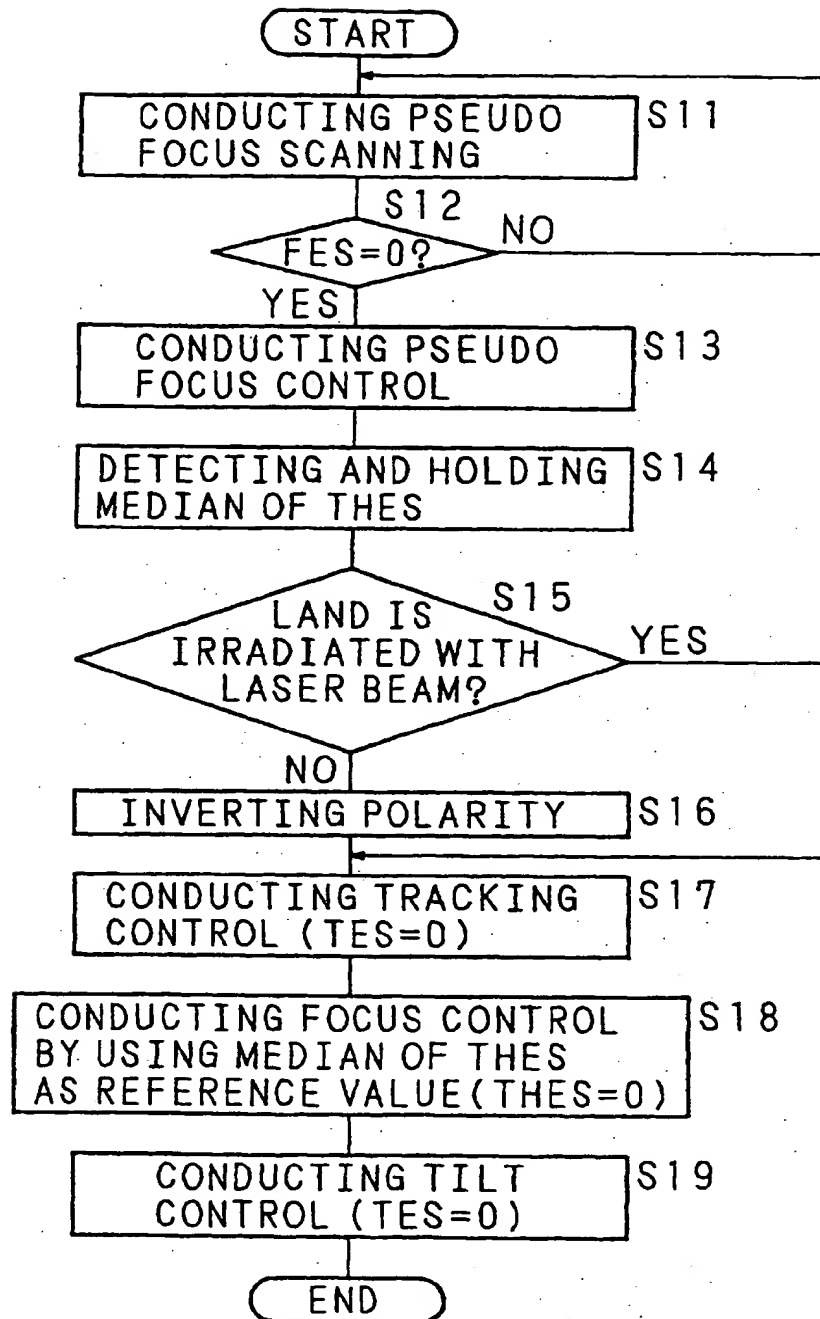 START
CONDUCTING PSEUDO
FOCUS SCANNING
S11
S12
FES=0?
NO
YES
CONDUCTING PSEUDO
FOCUS CONTROL
S13
DETECTING AND HOLDING
MEDIAN OF THES
S14
S15
LAND IS
IRRADIATED WITH
LASER BEAM?
YES
NO
INVERTING POLARITY
S16
CONDUCTING TRACKING
CONTROL (TES=0)
S17
CONDUCTING FOCUS CONTROL
BY USING MEDIAN OF THES
AS REFERENCE VALUE(THES=0)
S18
CONDUCTING TILT
CONTROL (TES=0)
S19
END